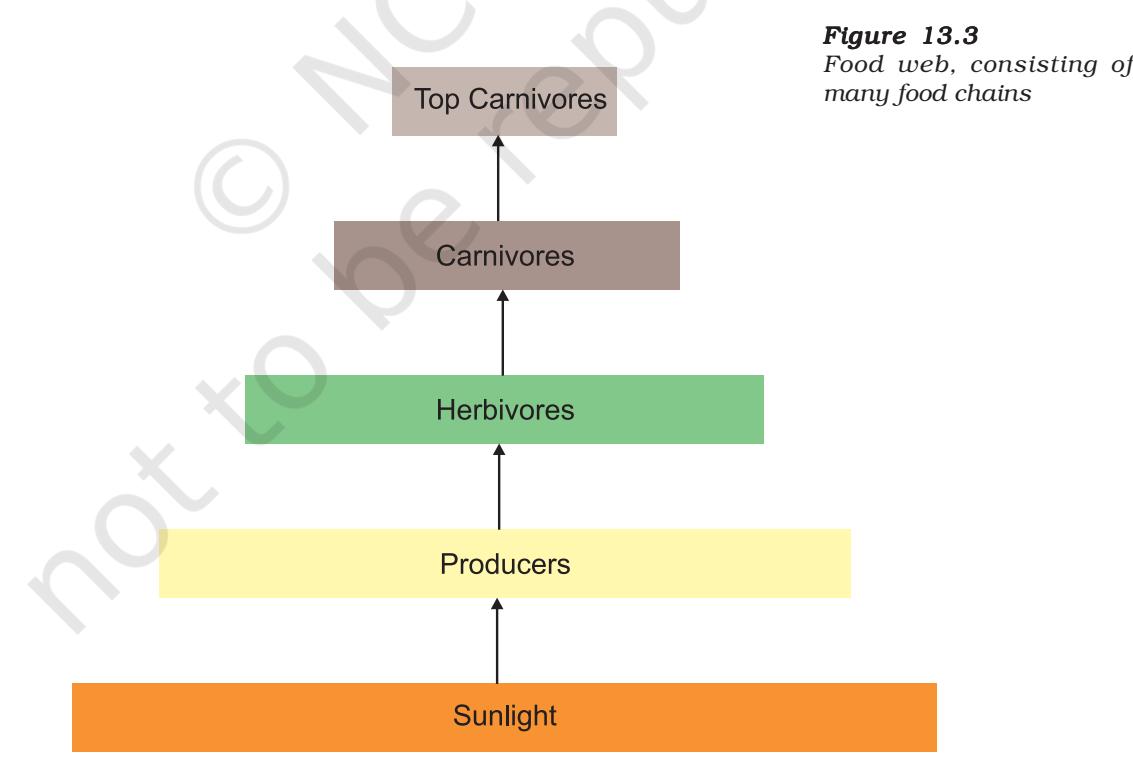 Figure 13.3
Food web, consisting of
many food chains
Top Carnivores
Carnivores
Herbivores
Producers
Sunlight
© NC
not to be repu